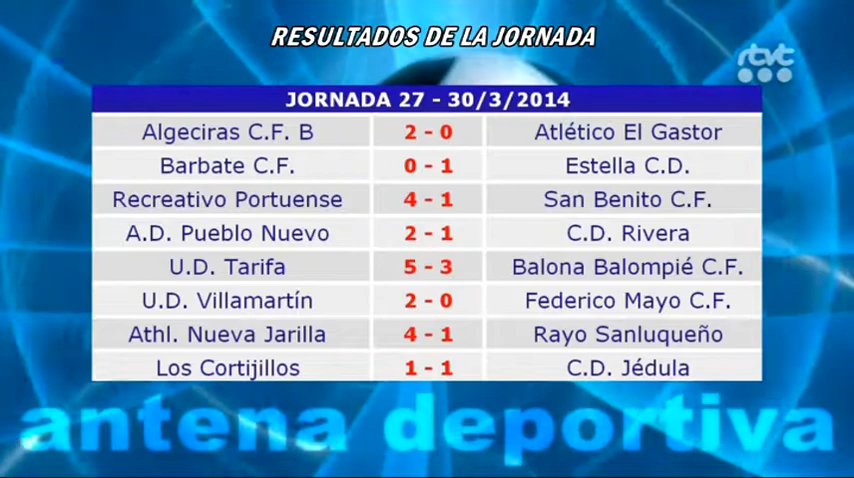 RESULTADOS DE LA JORNADA
rtvt
JORNADA 27 - 30/3/2014
Algeciras C.F. B 2 - 0 Atlético El Gastor
Barbate C.F. 0 - 1 Estella C.D.
Recreativo Portuense 4 - 1 San Benito C.F.
A.D. Pueblo Nuevo 2 - 1 C.D. Rivera
U.D. Tarifa 5 - 3 Balona Balompié C.F.
U.D. Villamartín 2 - 0 Federico Mayo C.F.
Athl. Nueva Jarilla 4 - 1 Rayo Sanluqueño
Los Cortijillos 1 - 1 C.D. Jédula
antena deportiva